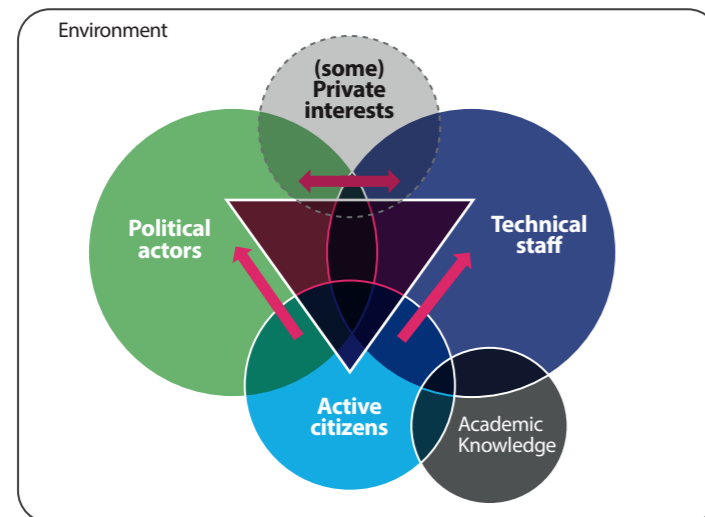 Environment
(some)
Private
interests
Political
actors
Technical
staff
Active
citizens
Academic
Knowledge